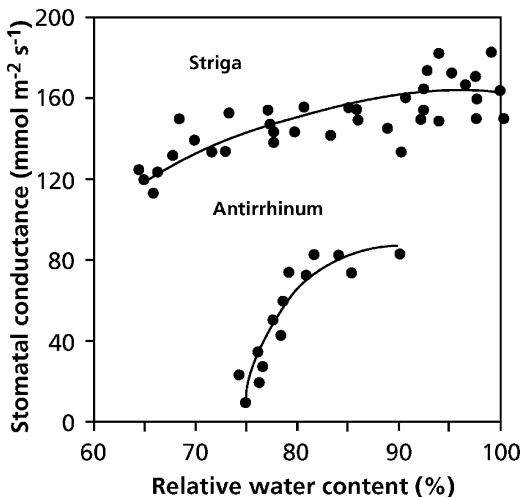 200
Striga
160
120
Antirrhinum
80
40
0
60 70 80 90 100
Relative water content (%)
Stomatal conductance (mmol m-2 s-1)